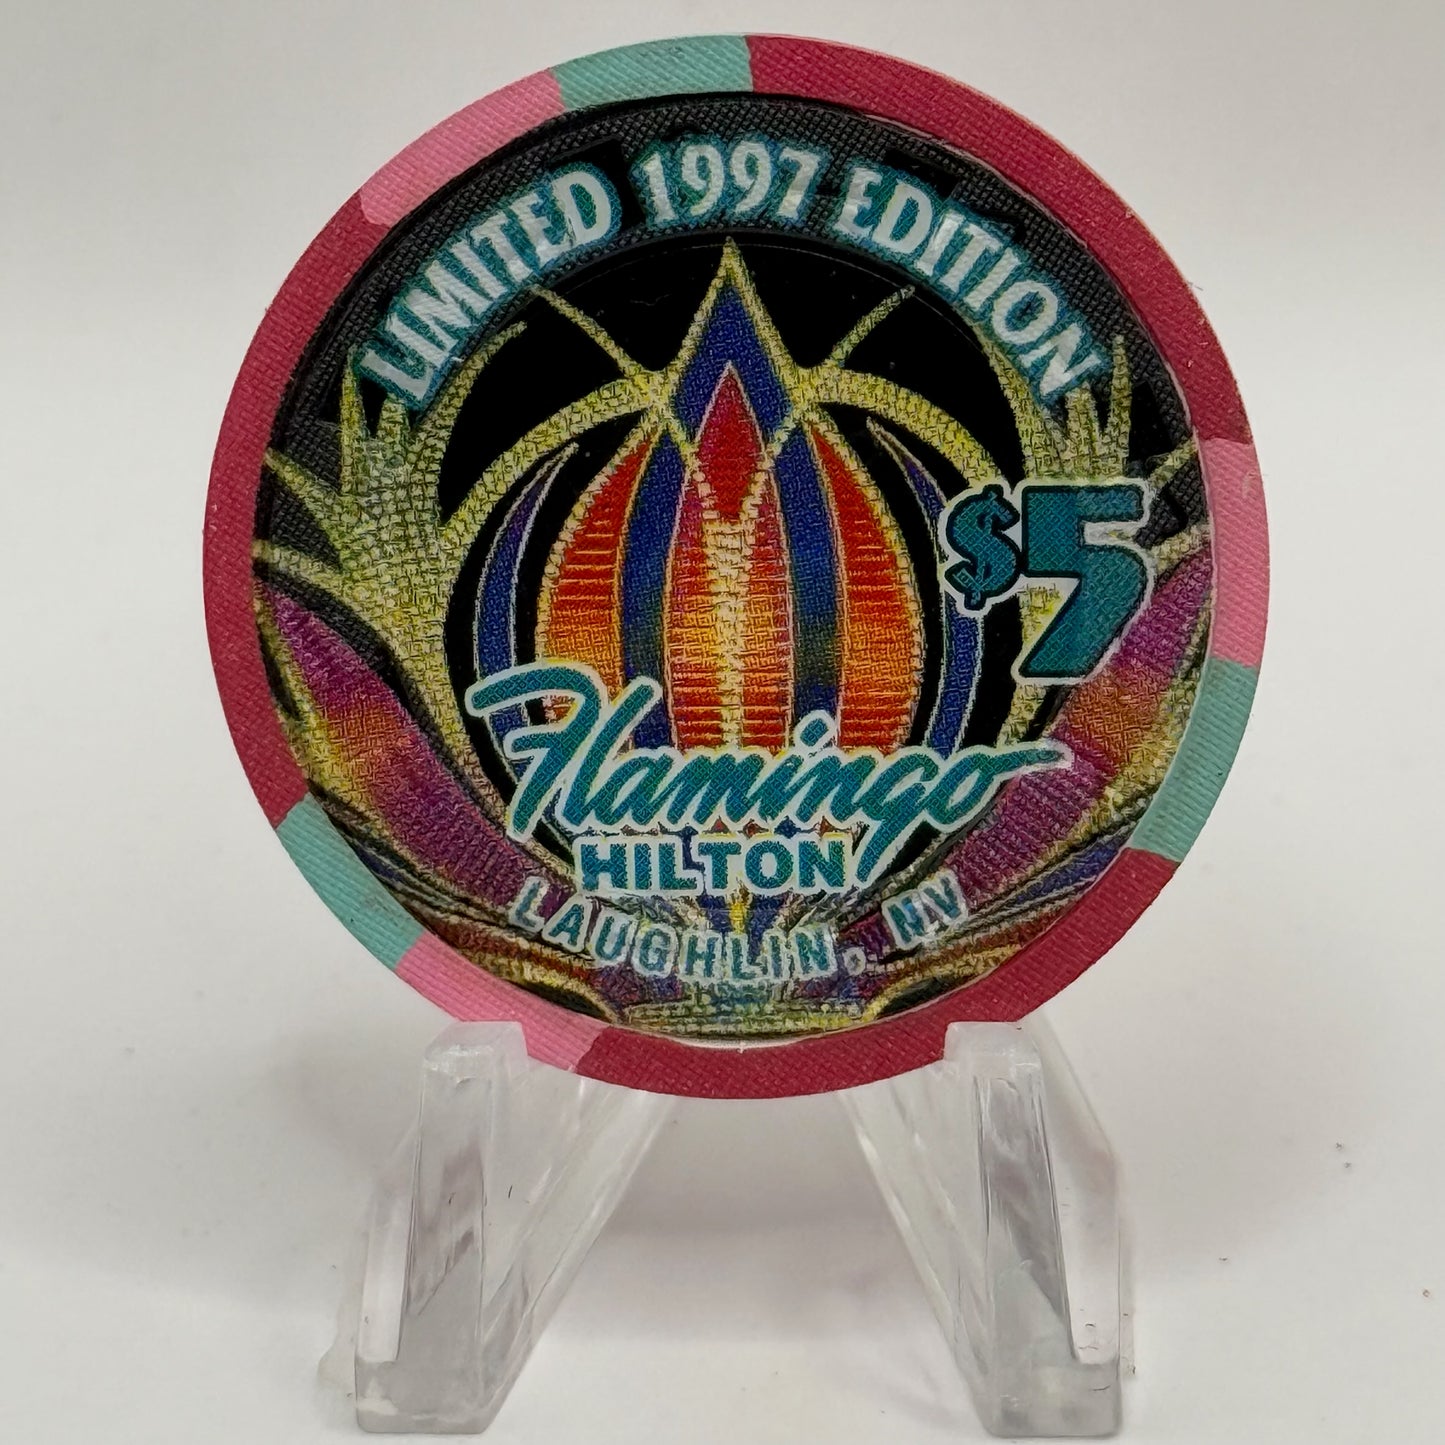 LIMITED 1997 EDITION
$5
Flamingo
HILTON
LAUGHLIN, NV